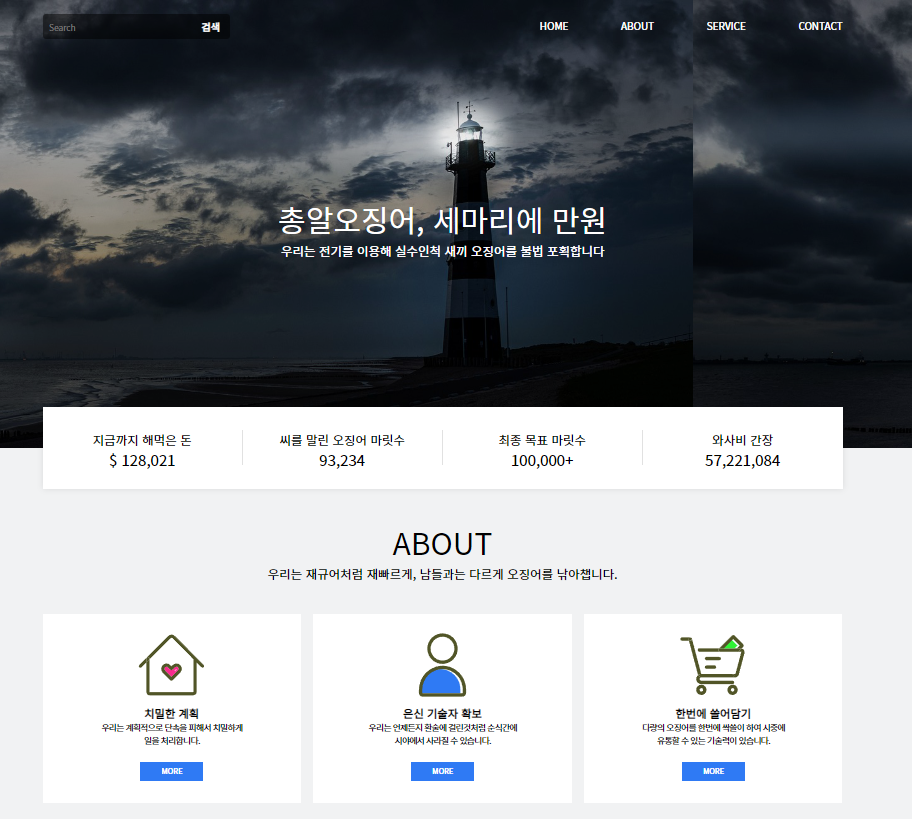 Search 검색 HOME ABOUT SERVICE CONTACT
총알오징어, 세마리에 만원
우리는 전기를 이용해 실수인척 새끼 오징어를 불법 포획합니다
지금까지 해먹은 돈
$ 128,021
씨를 말린 오징어 마릿수
93,234
최종 목표 마릿수
100,000+
와사비 간장
57,221,084
ABOUT
우리는 재규어처럼 재빠르게, 남들과는 다르게 오징어를 낚아챕니다.
치밀한 계획
우리는 계획적으로 단속을 피해서 치밀하게
일을 처리합니다.
MORE
은신 기술자 확보
우리는 언제든지 환술에 걸린것처럼 순식간에
시야에서 사라질 수 있습니다.
MORE
한번에 쓸어담기
다량의 오징어를 한번에 싹쓸이 하여 시중에
유통할 수 있는 기술력이 있습니다.
MORE